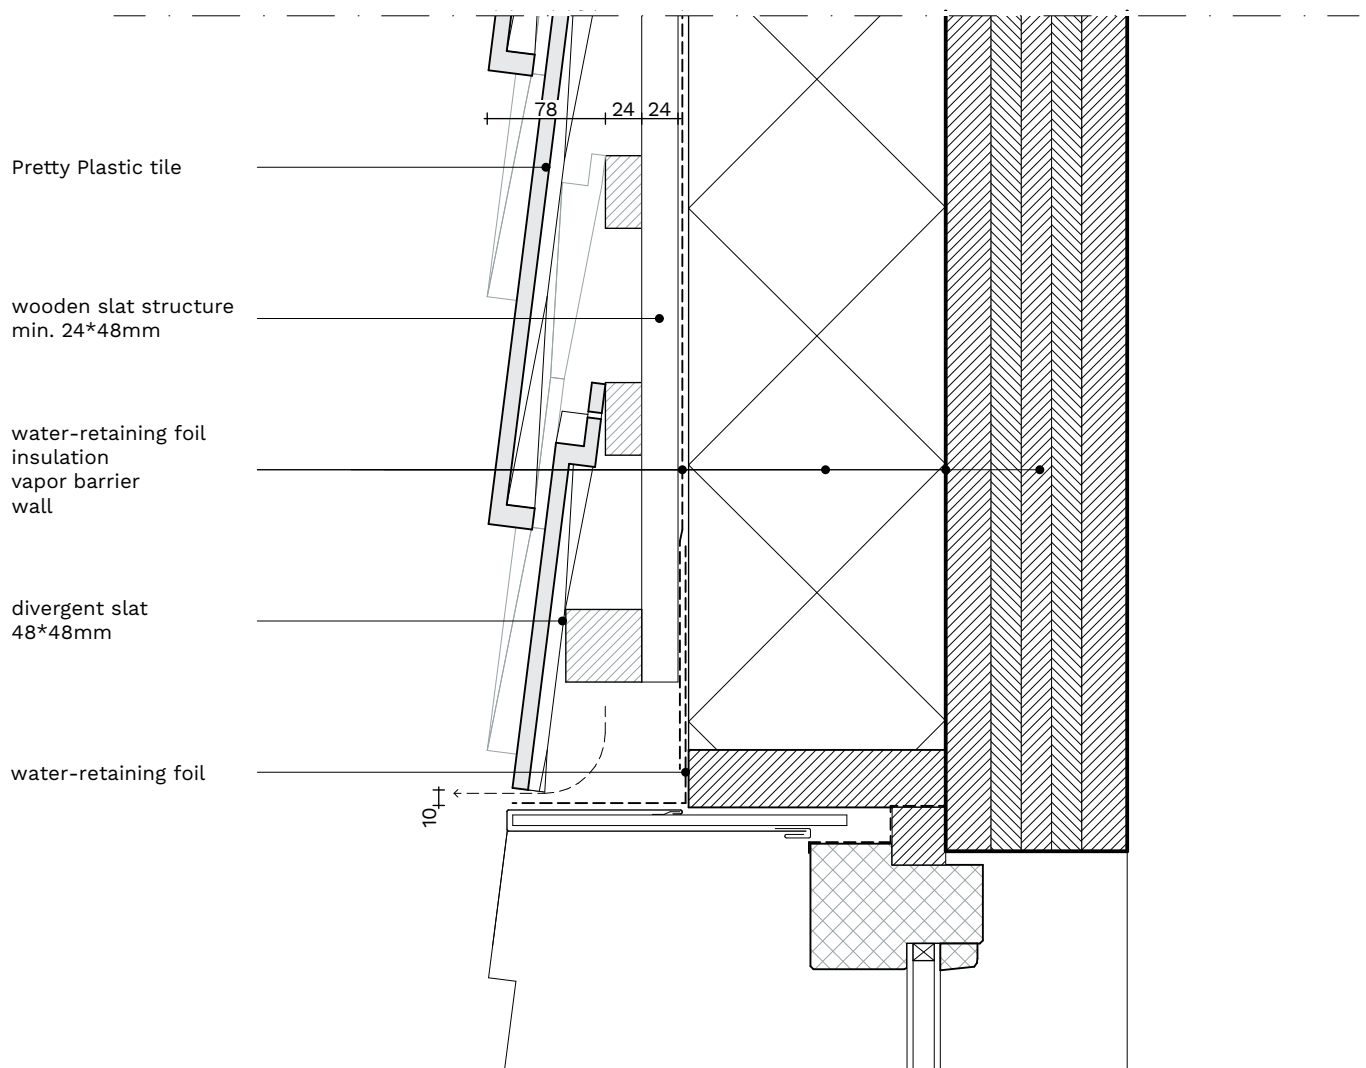 78 24 24
Pretty Plastic tile
wooden slat structure
min. 24*48mm
water-retaining foil
insulation
vapor barrier
wall
divergent slat
48*48mm
water-retaining foil
10